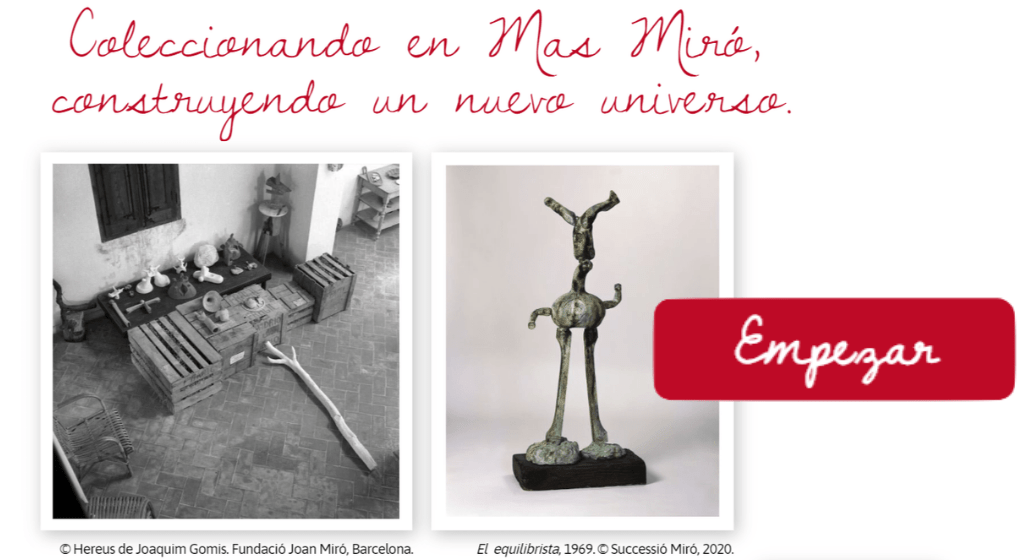 Coleccionando en Mas Miró,
construyendo un nuevo universo.
Empezar
© Hereus de Joaquim Gomis. Fundació Joan Miró, Barcelona.
El equilibrista, 1969. © Successió Miró, 2020.